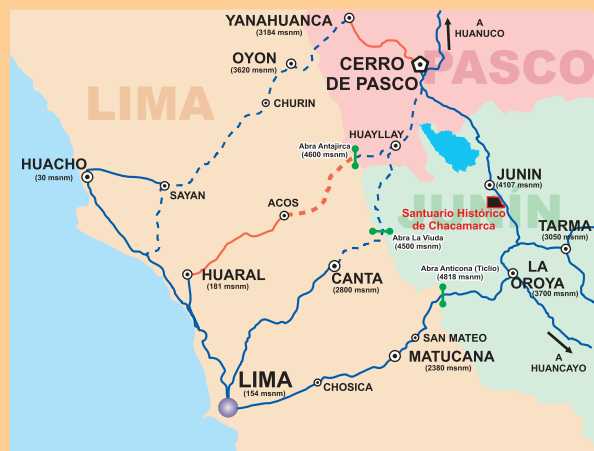 YANAHUANCA
(3184 msnm)
A
HUANUCO
OYON
(3620 msnm)
CERRO
DE PASCO
PASCO
LIMA
CHURIN
HUAYLLAY
Abra Antajirca
(4600 msnm)
HUACHO
(30 msnm)
SAYAN
JUNIN
(4107 msnm)
ACOS
JUNÍN
Santuario Histórico
de Chacamarca
TARMA
(3050 msnm)
Abra La Viuda
(4500 msnm)
HUARAL
(181 msnm)
CANTA
(2800 msnm)
Abra Anticona (Ticlio)
(4818 msnm)
LA
OROYA
(3700 msnm)
SAN MATEO
MATUCANA
(2380 msnm)
A
HUANCAYO
LIMA
(154 msnm)
CHOSICA